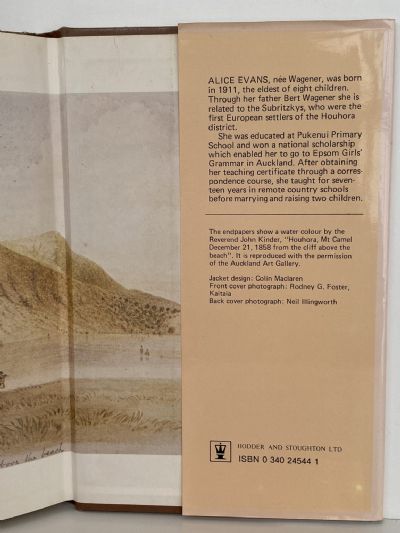 ALICE EVANS, née Wagener, was born
in 1911, the eldest of eight children.
Through her father Bert Wagener she is
related to the Subritzkys, who were the
first European settlers of the Houhora
district.
She was educated at Pukenui Primary
School and won a national scholarship
which enabled her to go to Epsom Girls'
Grammar in Auckland. After obtaining
her teaching certificate through a corres-
pondence course, she taught for seven-
teen years in remote country schools
before marrying and raising two children.
The endpapers show a water colour by the
Reverend John Kinder, "Houhora, Mt Camel
December 21, 1858 from the cliff above the
beach". It is reproduced with the permission
of the Auckland Art Gallery.
Jacket design: Colin Maclaren
Front cover photograph: Rodney G. Foster,
Kaitaia
Back cover photograph: Neil Illingworth
above the beach
HODDER AND STOUGHTON LTD
ISBN 0 340 24544 1